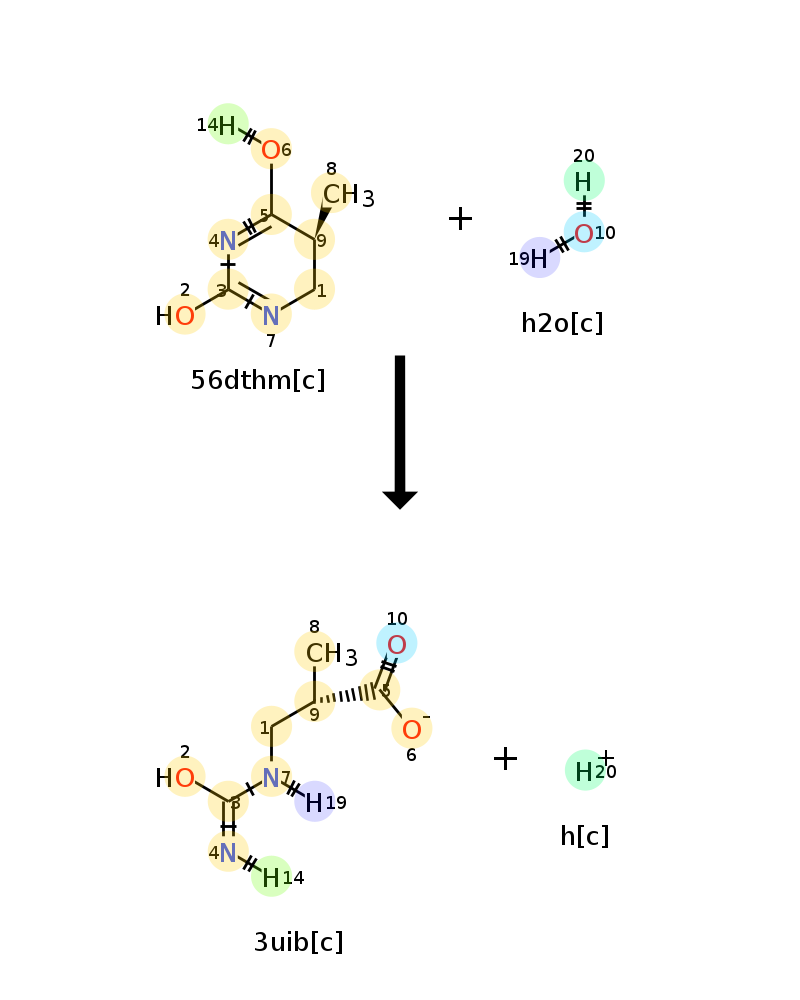 14H
O6
8
CH3
5
20
H
+
4N
9
O10
19H
2
3
1
HO
N
7
h2o[c]
56dthm[c]
10
8
O
CH3
5
9
1
O-
6
2
HO
N7
+
H20
3
H19
4N
H14
h[c]
3uib[c]